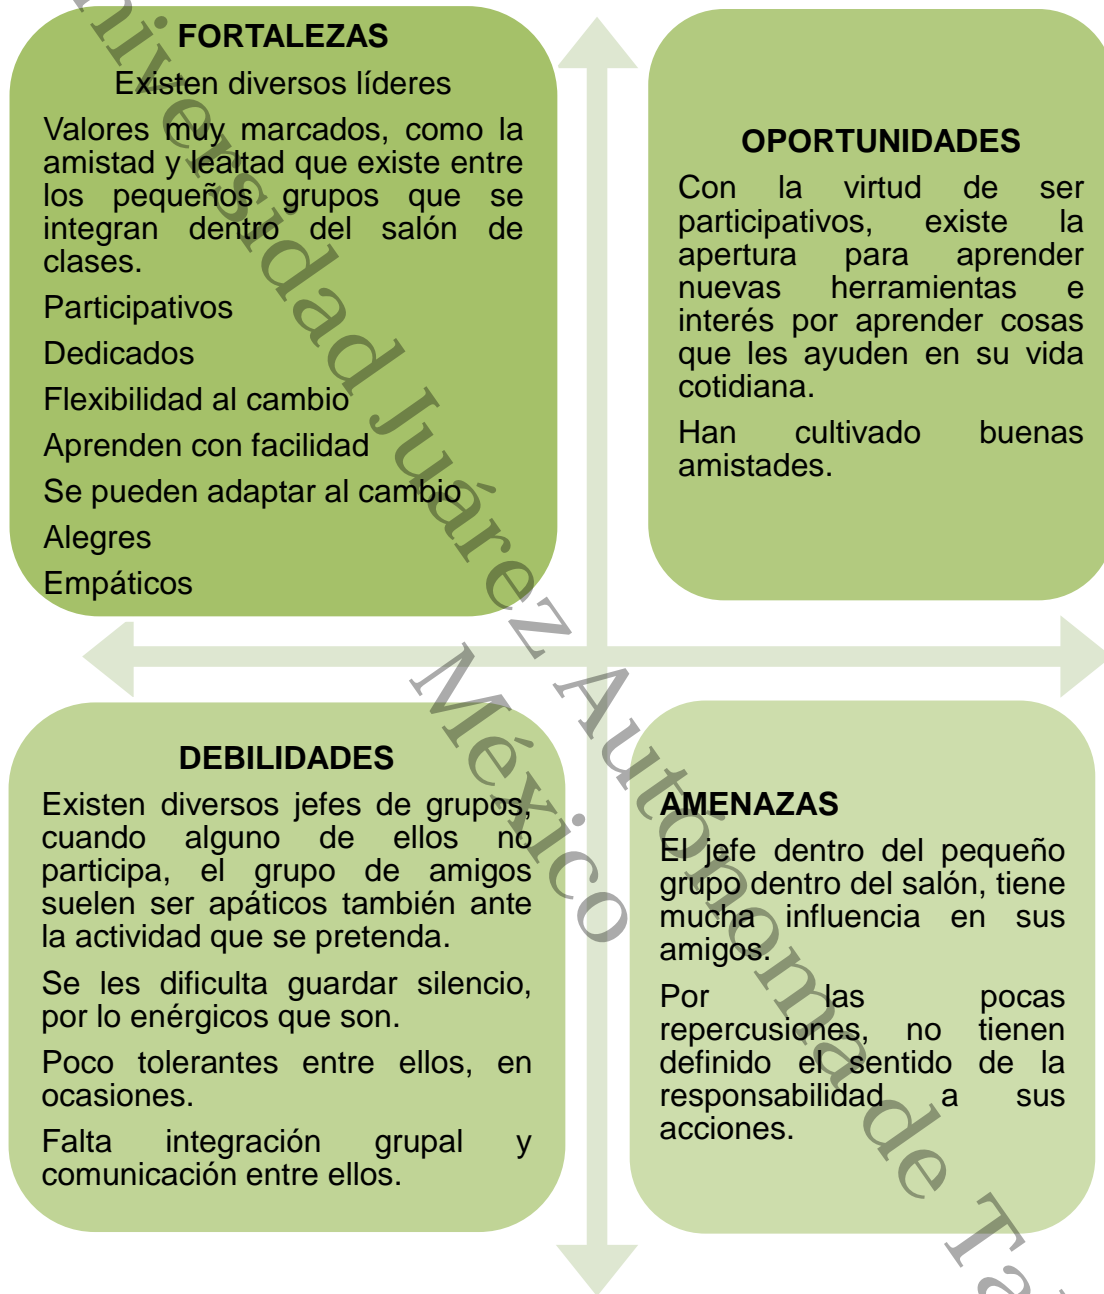 FORTALEZAS
Existen diversos líderes
Valores muy marcados, como la
amistad y lealtad que existe entre
los pequeños grupos que se
integran dentro del salón de
clases.
Participativos
Dedicados
Flexibilidad al cambio
Aprenden con facilidad
Se pueden adaptar al cambio
Alegres
Empáticos
OPORTUNIDADES
Con la virtud de ser
participativos, existe la
apertura para aprender
nuevas herramientas e
interés por aprender cosas
que les ayuden en su vida
cotidiana.
Han cultivado buenas
amistades.
DEBILIDADES
Existen diversos jefes de grupos,
cuando alguno de ellos no
participa, el grupo de amigos
suelen ser apáticos también ante
la actividad que se pretenda.
Se les dificulta guardar silencio,
por lo enérgicos que son.
Poco tolerantes entre ellos, en
ocasiones.
Falta integración grupal y
comunicación entre ellos.
AMENAZAS
El jefe dentro del pequeño
grupo dentro del salón, tiene
mucha influencia en sus
amigos.
Por las pocas
repercusiones, no tienen
definido el sentido de la
responsabilidad a sus
acciones.
Juárez Autónoma de
México